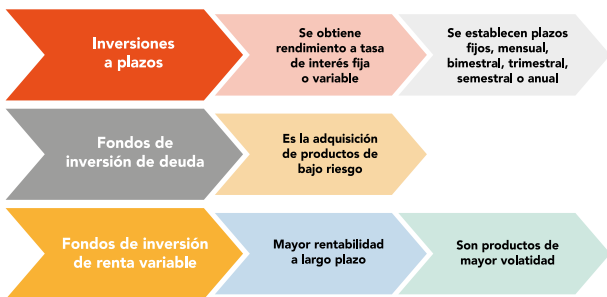 Inversiones
a plazos
Se obtiene
rendimiento a tasa
de interés fija
o variable
Se establecen plazos
fijos, mensual,
bimestral, trimestral,
semestral o anual
Fondos de
inversión de deuda
Es la adquisición
de productos de
bajo riesgo
Fondos de inversión
de renta variable
Mayor rentabilidad
a largo plazo
Son productos de
mayor volatidad